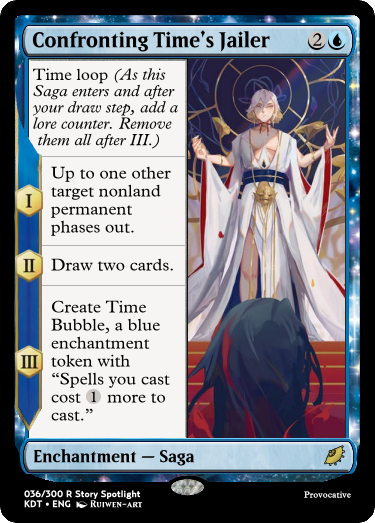 Confronting Time's Jailer 2
Time loop (As this
Saga enters and after
your draw step, add a
lore counter. Remove
them all after III.)
I
Up to one other
target nonland
permanent
phases out.
II
Draw two cards.
III
Create Time
Bubble, a blue
enchantment
token with
“Spells you cast
cost 1 more to
cast.”
Enchantment — Saga
036/300 R Story Spotlight
KDT • ENG Ruiwen-art
Provocative